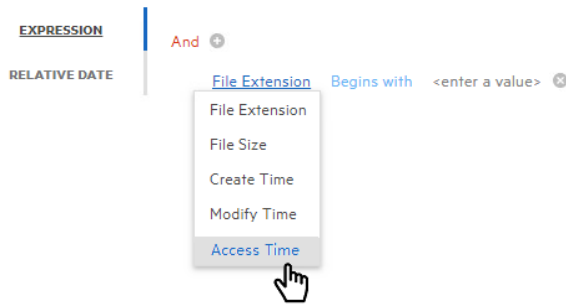 EXPRESSION
And
RELATIVE DATE
File Extension Begins with <enter a value>
File Extension
File Size
Create Time
Modify Time
Access Time